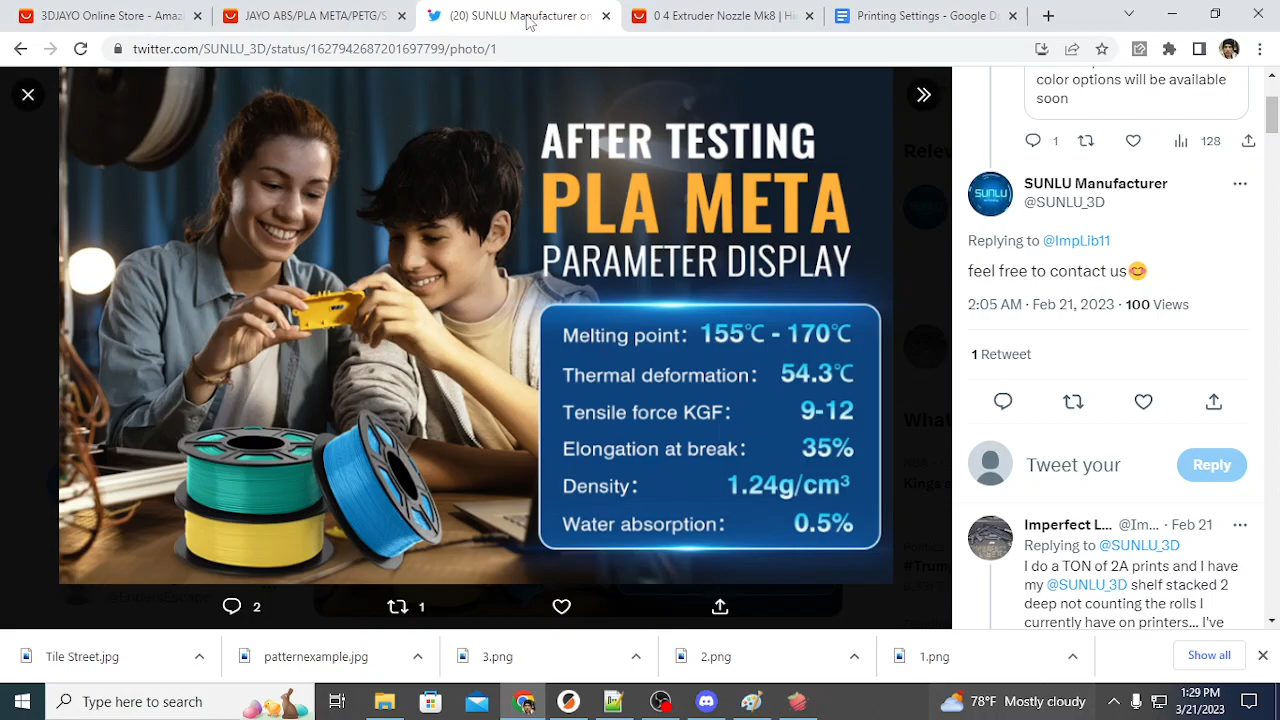 3DJAYO Online Store - Amaz
JAYO ABS/PLA META/PETG/S
(20) SUNLU Manufacturer on
0 4 Extruder Nozzle Mk8 | H
Printing Settings - Google D
twitter.com/SUNLU_3D/status/1627942687201697799/photo/1
AFTER TESTING
PLA META
PARAMETER DISPLAY
Melting point: 155℃ - 170℃
Thermal deformation: 54.3℃
Tensile force KGF: 9-12
Elongation at break: 35%
Density: 1.24g/cm³
Water absorption: 0.5%
2
1
color options will be available
soon
1
128
SUNLU
SUNLU Manufacturer
@SUNLU_3D
Replying to @ImpLib11
feel free to contact us😊
2:05 AM · Feb 21, 2023 · 100 Views
1 Retweet
Tweet your
Reply
Imperfect L... @Im... · Feb 21
Replying to @SUNLU_3D
I do a TON of 2A prints and I have
my @SUNLU_3D shelf stacked 2
deep not counting the rolls I
currently have on printers... I've
Relev
What
Kings a
Politics
#Trum
@EndersEscape
Tile Street.jpg
patternexample.jpg
3.png
2.png
1.png
Show all
Type here to search
78°F Mostly cloudy
1:29 PM
3/21/2023